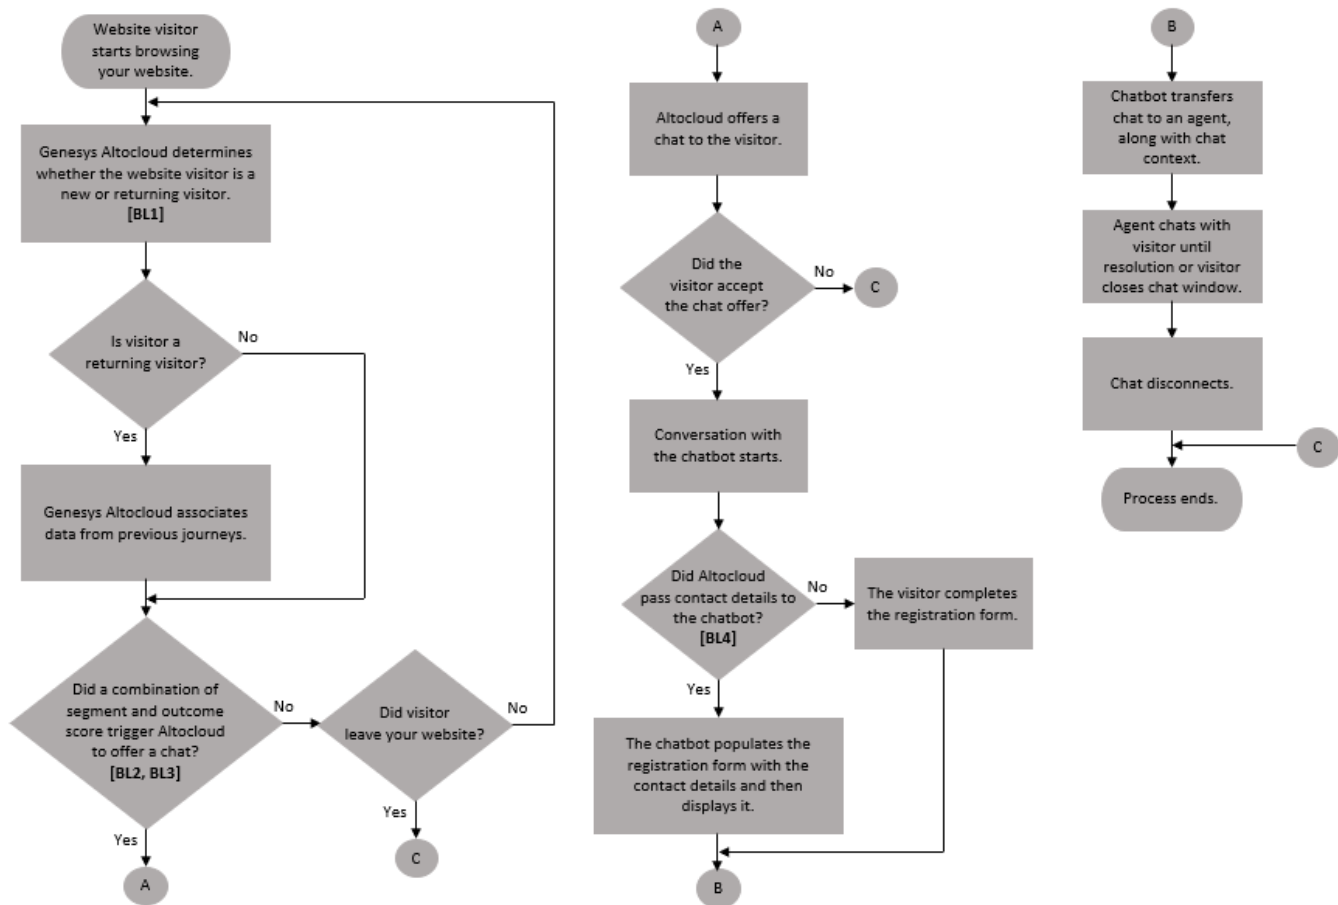 Website visitor
starts browsing
your website.
Genesys Altocloud determines
whether the website visitor is a
new or returning visitor.
[BL1]
Is visitor a
returning visitor?
No
Yes
Genesys Altocloud associates
data from previous journeys.
Did a combination of
segment and outcome
score trigger Altocloud
to offer a chat?
[BL2, BL3]
No
Yes
A
Did visitor
leave your website?
No
Yes
C
A
Altocloud offers a
chat to the visitor.
Did the
visitor accept
the chat offer?
No
C
Yes
Conversation with
the chatbot starts.
Did Altocloud
pass contact details to
the chatbot?
[BL4]
No
The visitor completes
the registration form.
Yes
The chatbot populates the
registration form with the
contact details and then
displays it.
B
B
Chatbot transfers
chat to an agent,
along with chat
context.
Agent chats with
visitor until
resolution or visitor
closes chat window.
Chat disconnects.
C
Process ends.